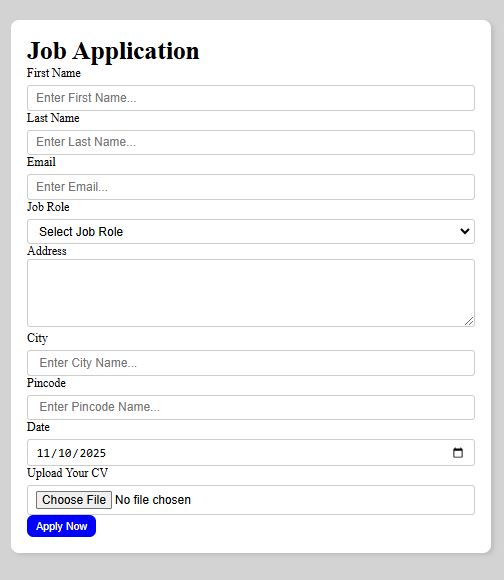 Job Application
First Name
Enter First Name...
Last Name
Enter Last Name...
Email
Enter Email...
Job Role
Select Job Role
Address
City
Enter City Name...
Pincode
Enter Pincode Name...
Date
11/10/2025
Upload Your CV
Choose File No file chosen
Apply Now